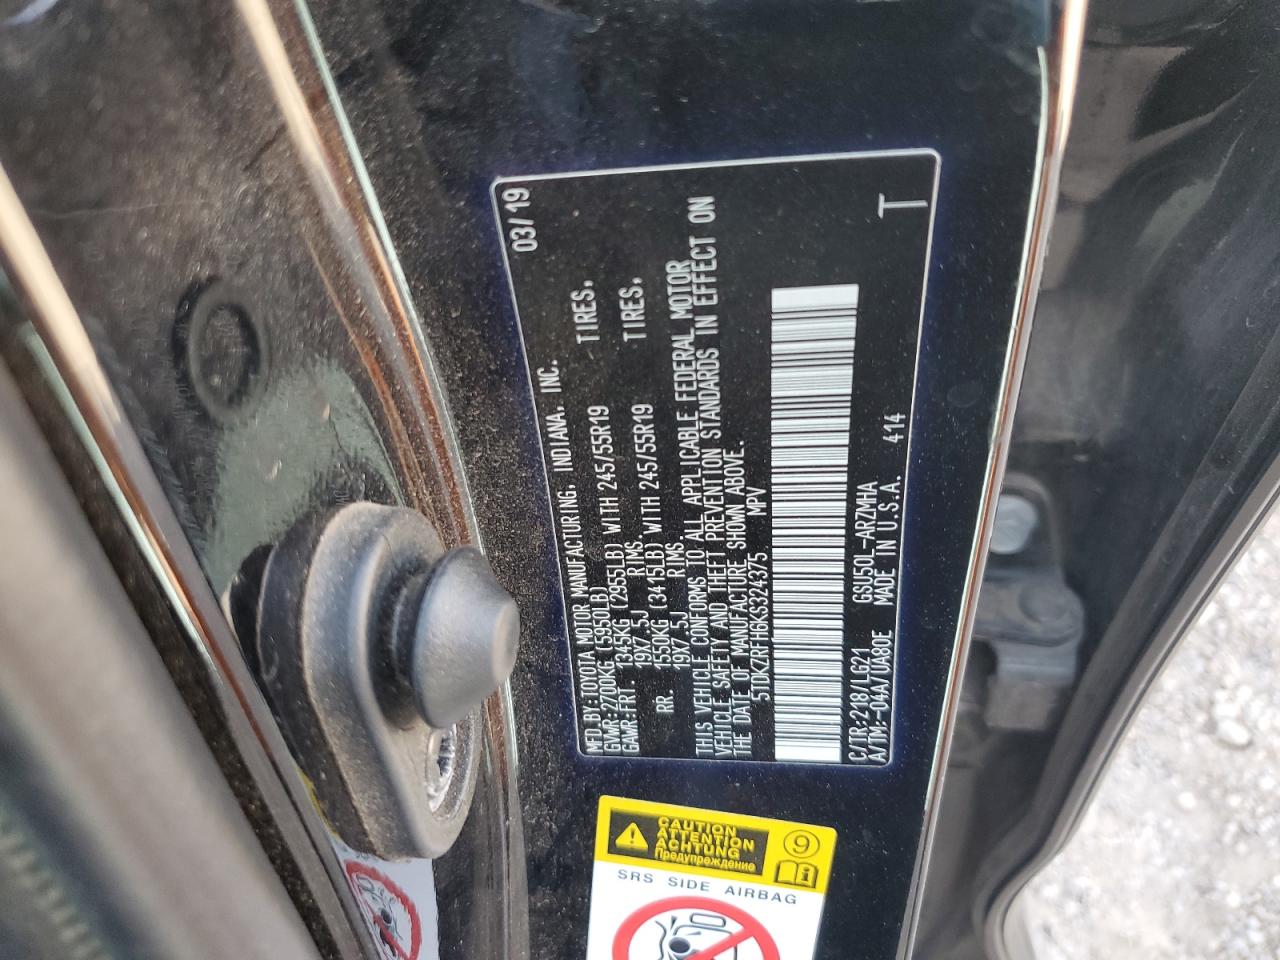 MFD.BY:TOYOTA MOTOR MANUFACTURING, INDIANA, INC. 03/19
GVWR:2700KG(5950LB)
GAWR:FRT. 1345KG (2955LB) WITH 245/55R19 TIRES.
19X7.5J RIMS.
RR. 1550KG (3415LB) WITH 245/55R19 TIRES.
19X7.5J RIMS.
THIS VEHICLE CONFORMS TO ALL APPLICABLE FEDERAL MOTOR
VEHICLE SAFETY AND THEFT PREVENTION STANDARDS IN EFFECT ON
THE DATE OF MANUFACTURE SHOWN ABOVE.
5TDKZRFH6KS324375 MPV
C/TR:218/LG21 GSU50L-ARZMHA
A/TM:-04A/UA80E MADE IN U.S.A. 414
T
CAUTION
ATTENTION
ACHTUNG
Предупреждение
9
i
SRS SIDE AIRBAG